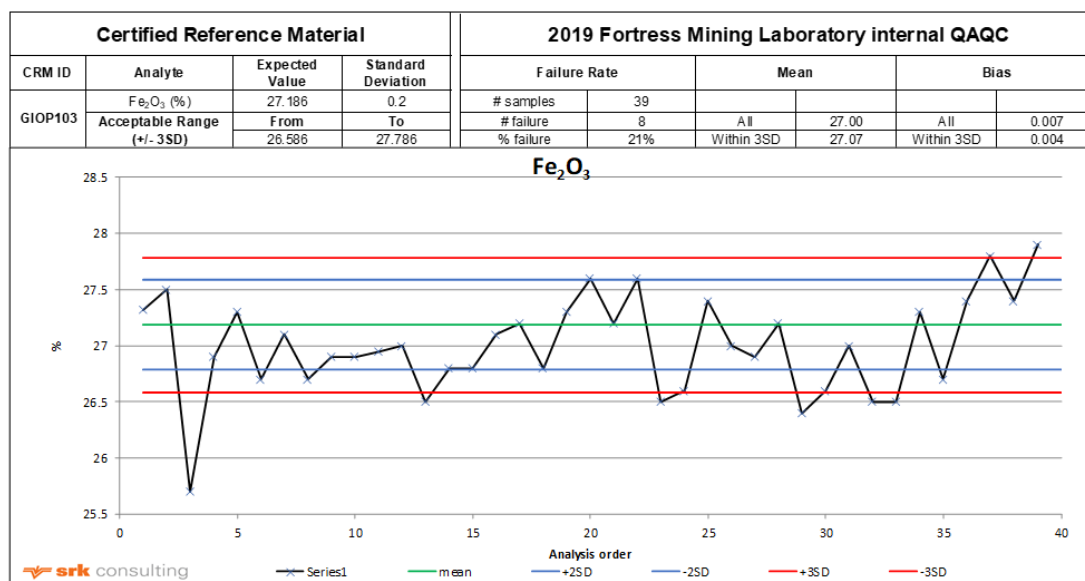 Certified Reference Material
2019 Fortress Mining Laboratory internal QAQC
CRM ID Analyte Expected Value Standard Deviation
Failure Rate Mean Bias
GIOP103 Fe₂O₃ (%) 27.186 0.2
# samples 39
Acceptable Range From To
# failure 8 All 27.00 All 0.007
(+/- 3SD) 26.586 27.786
% failure 21% Within 3SD 27.07 Within 3SD 0.004
Fe₂O₃
28.5
28
27.5
27
26.5
26
25.5
%
0 5 10 15 20 25 30 35 40
Analysis order
srk consulting
Series1 mean +2SD -2SD +3SD -3SD